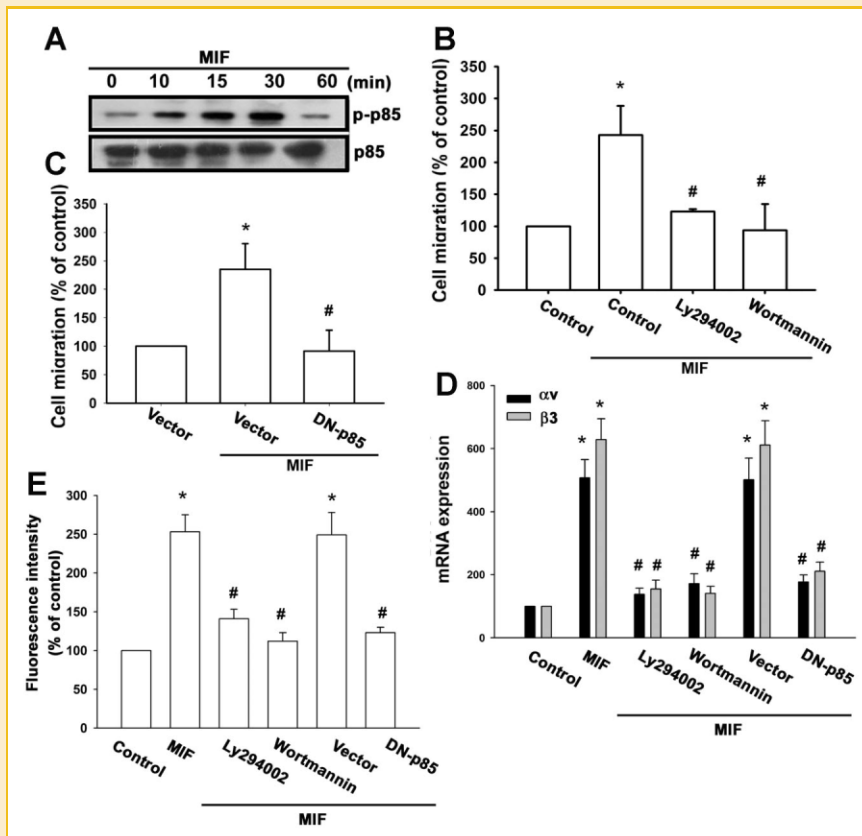 A
MIF
0 10 15 30 60 (min)
p-p85
p85
B
Cell migration (% of control)
350
300
250
200
150
100
50
0
*
#
#
Control
Control
Ly294002
Wortmannin
MIF
C
Cell migration (% of control)
350
300
250
200
150
100
50
0
*
#
Vector
Vector
DN-p85
MIF
D
αv
β3
mRNA expression
800
600
400
200
0
* *
# #
# #
* *
# #
Control
MIF
Ly294002
Wortmannin
Vector
DN-p85
MIF
E
Fluorescence intensity
(% of control)
300
250
200
150
100
50
0
*
#
#
*
#
Control
MIF
Ly294002
Wortmannin
Vector
DN-p85
MIF